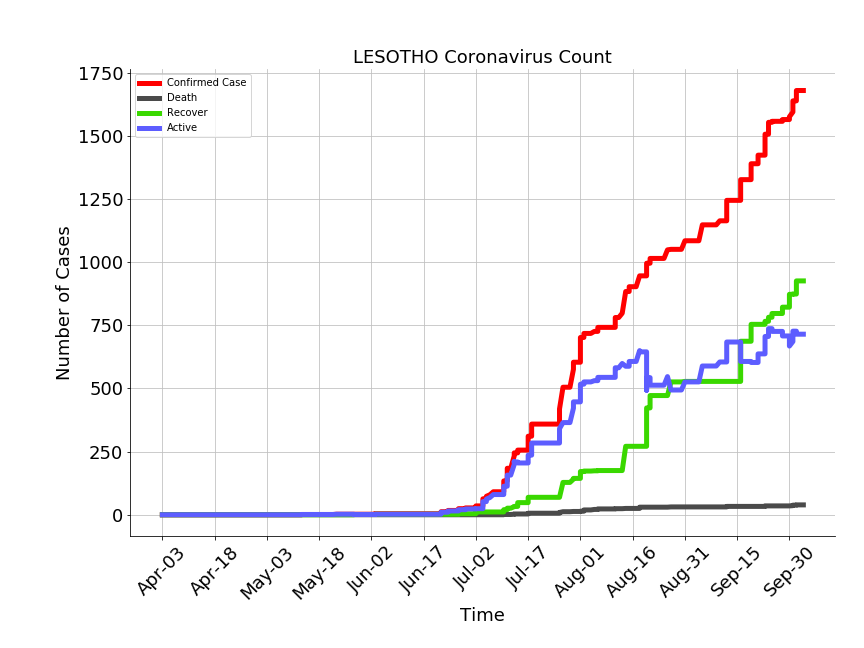 LESOTHO Coronavirus Count
Confirmed Case
Death
Recover
Active
1750
1500
1250
1000
750
500
250
0
Number of Cases
Apr-03
Apr-18
May-03
May-18
Jun-02
Jun-17
Jul-02
Jul-17
Aug-01
Aug-16
Aug-31
Sep-15
Sep-30
Time